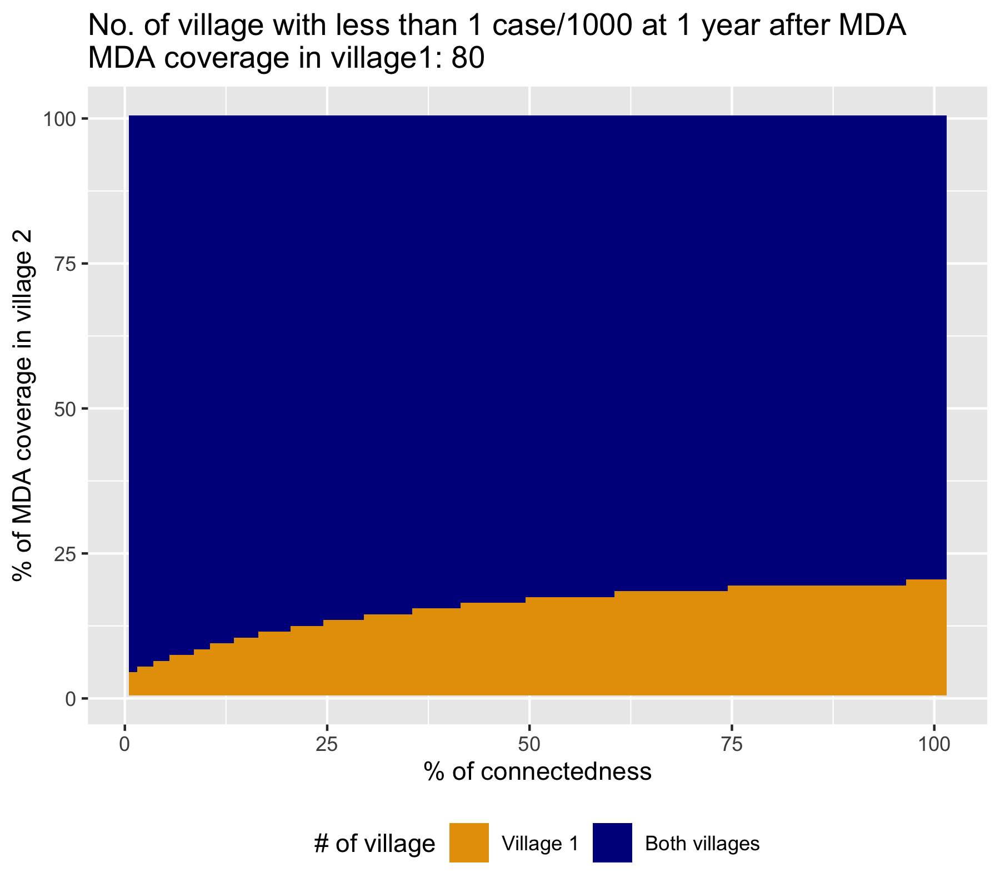 No. of village with less than 1 case/1000 at 1 year after MDA
MDA coverage in village1: 80
% of MDA coverage in village 2
100
75
50
25
0
0 25 50 75 100
% of connectedness
# of village Village 1 Both villages